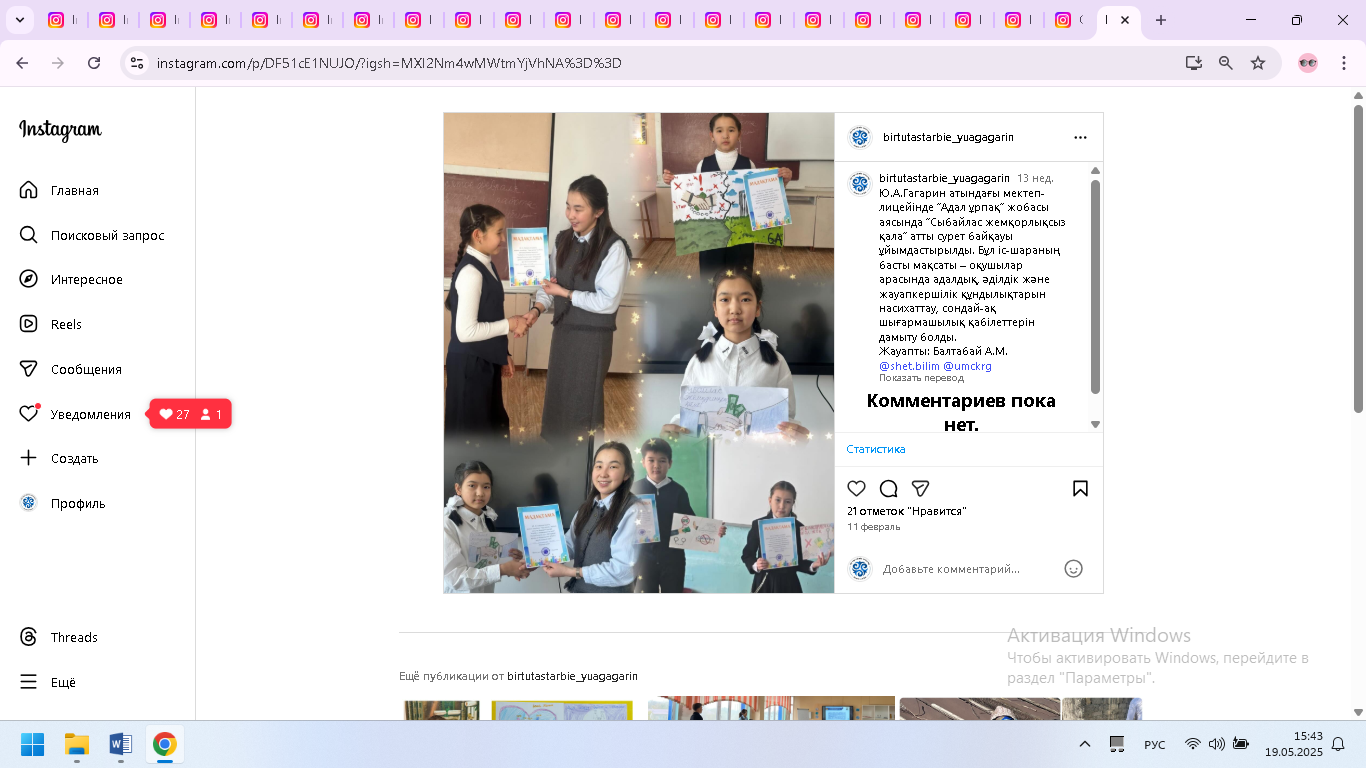 instagram.com/p/DF51cE1NUJO/?igsh=MXI2Nm4wMWtmYjVhNA%3D%3D
Instagram
Главная
Поисковый запрос
Интересное
Reels
Сообщения
Уведомления
27 1
Создать
Профиль
Threads
Ещё
МАДАҚТАМА
6А
birtutastarbie_yuagagarin
birtutastarbie_yuagagarin 13 нед.
Ю.А.Гагарин атындағы мектеп-
лицейінде “Адал ұрпақ” жобасы
аясында “Сыбайлас жемқорлықсыз
қала” атты сурет байқауы
ұйымдастырылды. Бұл іс-шараның
басты мақсаты – оқушылар
арасында адалдық, әділдік және
жауапкершілік құндылықтарын
насихаттау, сондай-ақ
шығармашылық қабілеттерін
дамыту болды.
Жауапты: Балтабай А.М.
@shet.bilim @umckrg
Показать перевод
Комментариев пока
нет.
Статистика
21 отметок "Нравится"
11 февраль
Добавьте комментарий...
Ещё публикации от birtutastarbie_yuagagarin
Активация Windows
Чтобы активировать Windows, перейдите в
раздел "Параметры".
РУС
15:43
19.05.2025